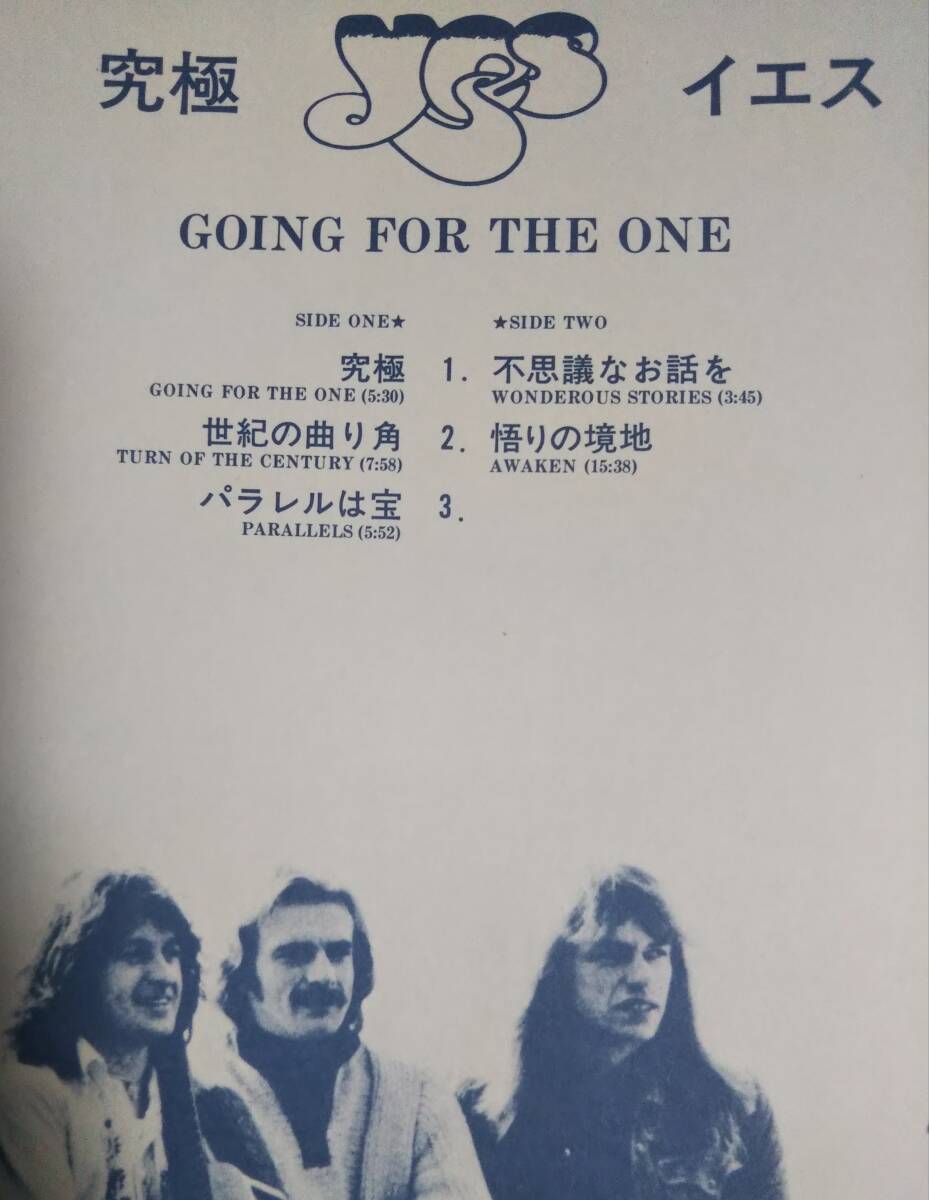 究極 Yes イエス
GOING FOR THE ONE
SIDE ONE★ ★SIDE TWO
究極 1. 不思議なお話を
GOING FOR THE ONE (5:30) WONDEROUS STORIES (3:45)
世紀の曲り角 2. 悟りの境地
TURN OF THE CENTURY (7:58) AWAKEN (15:38)
パラレルは宝 3.
PARALLELS (5:52)